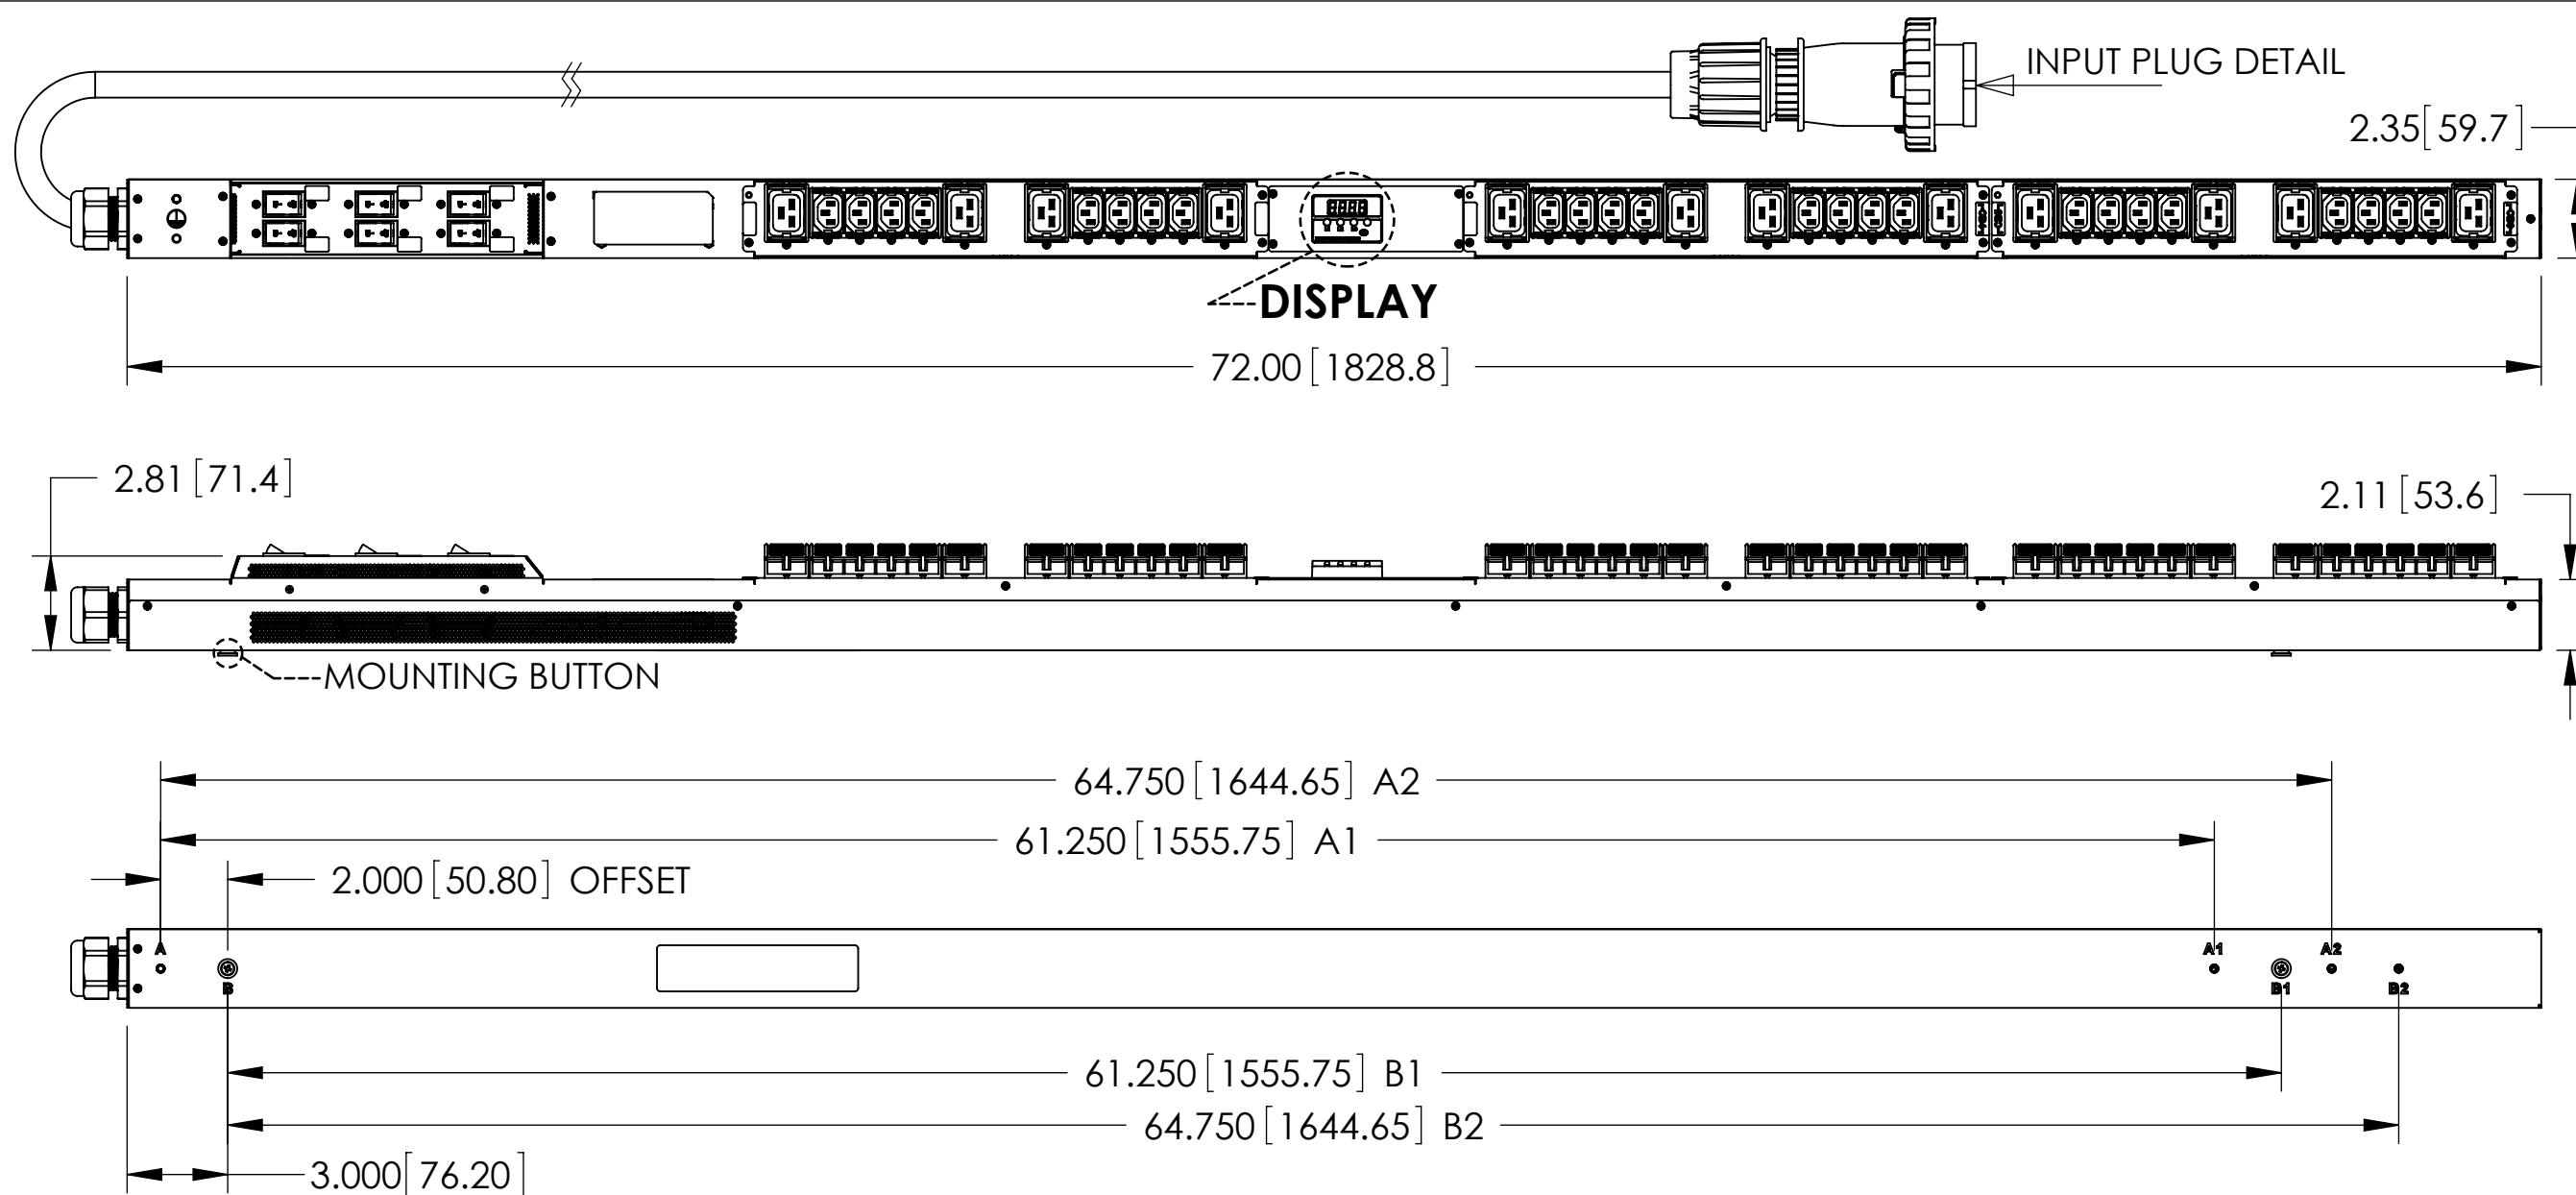 INPUT PLUG DETAIL
2.35[59.7]
DISPLAY
72.00[1828.8]
2.81[71.4]
2.11[53.6]
MOUNTING BUTTON
64.750[1644.65] A2
61.250[1555.75] A1
2.000[50.80] OFFSET
A
A1
A2
B
B1
B2
61.250[1555.75] B1
64.750[1644.65] B2
3.000[76.20]